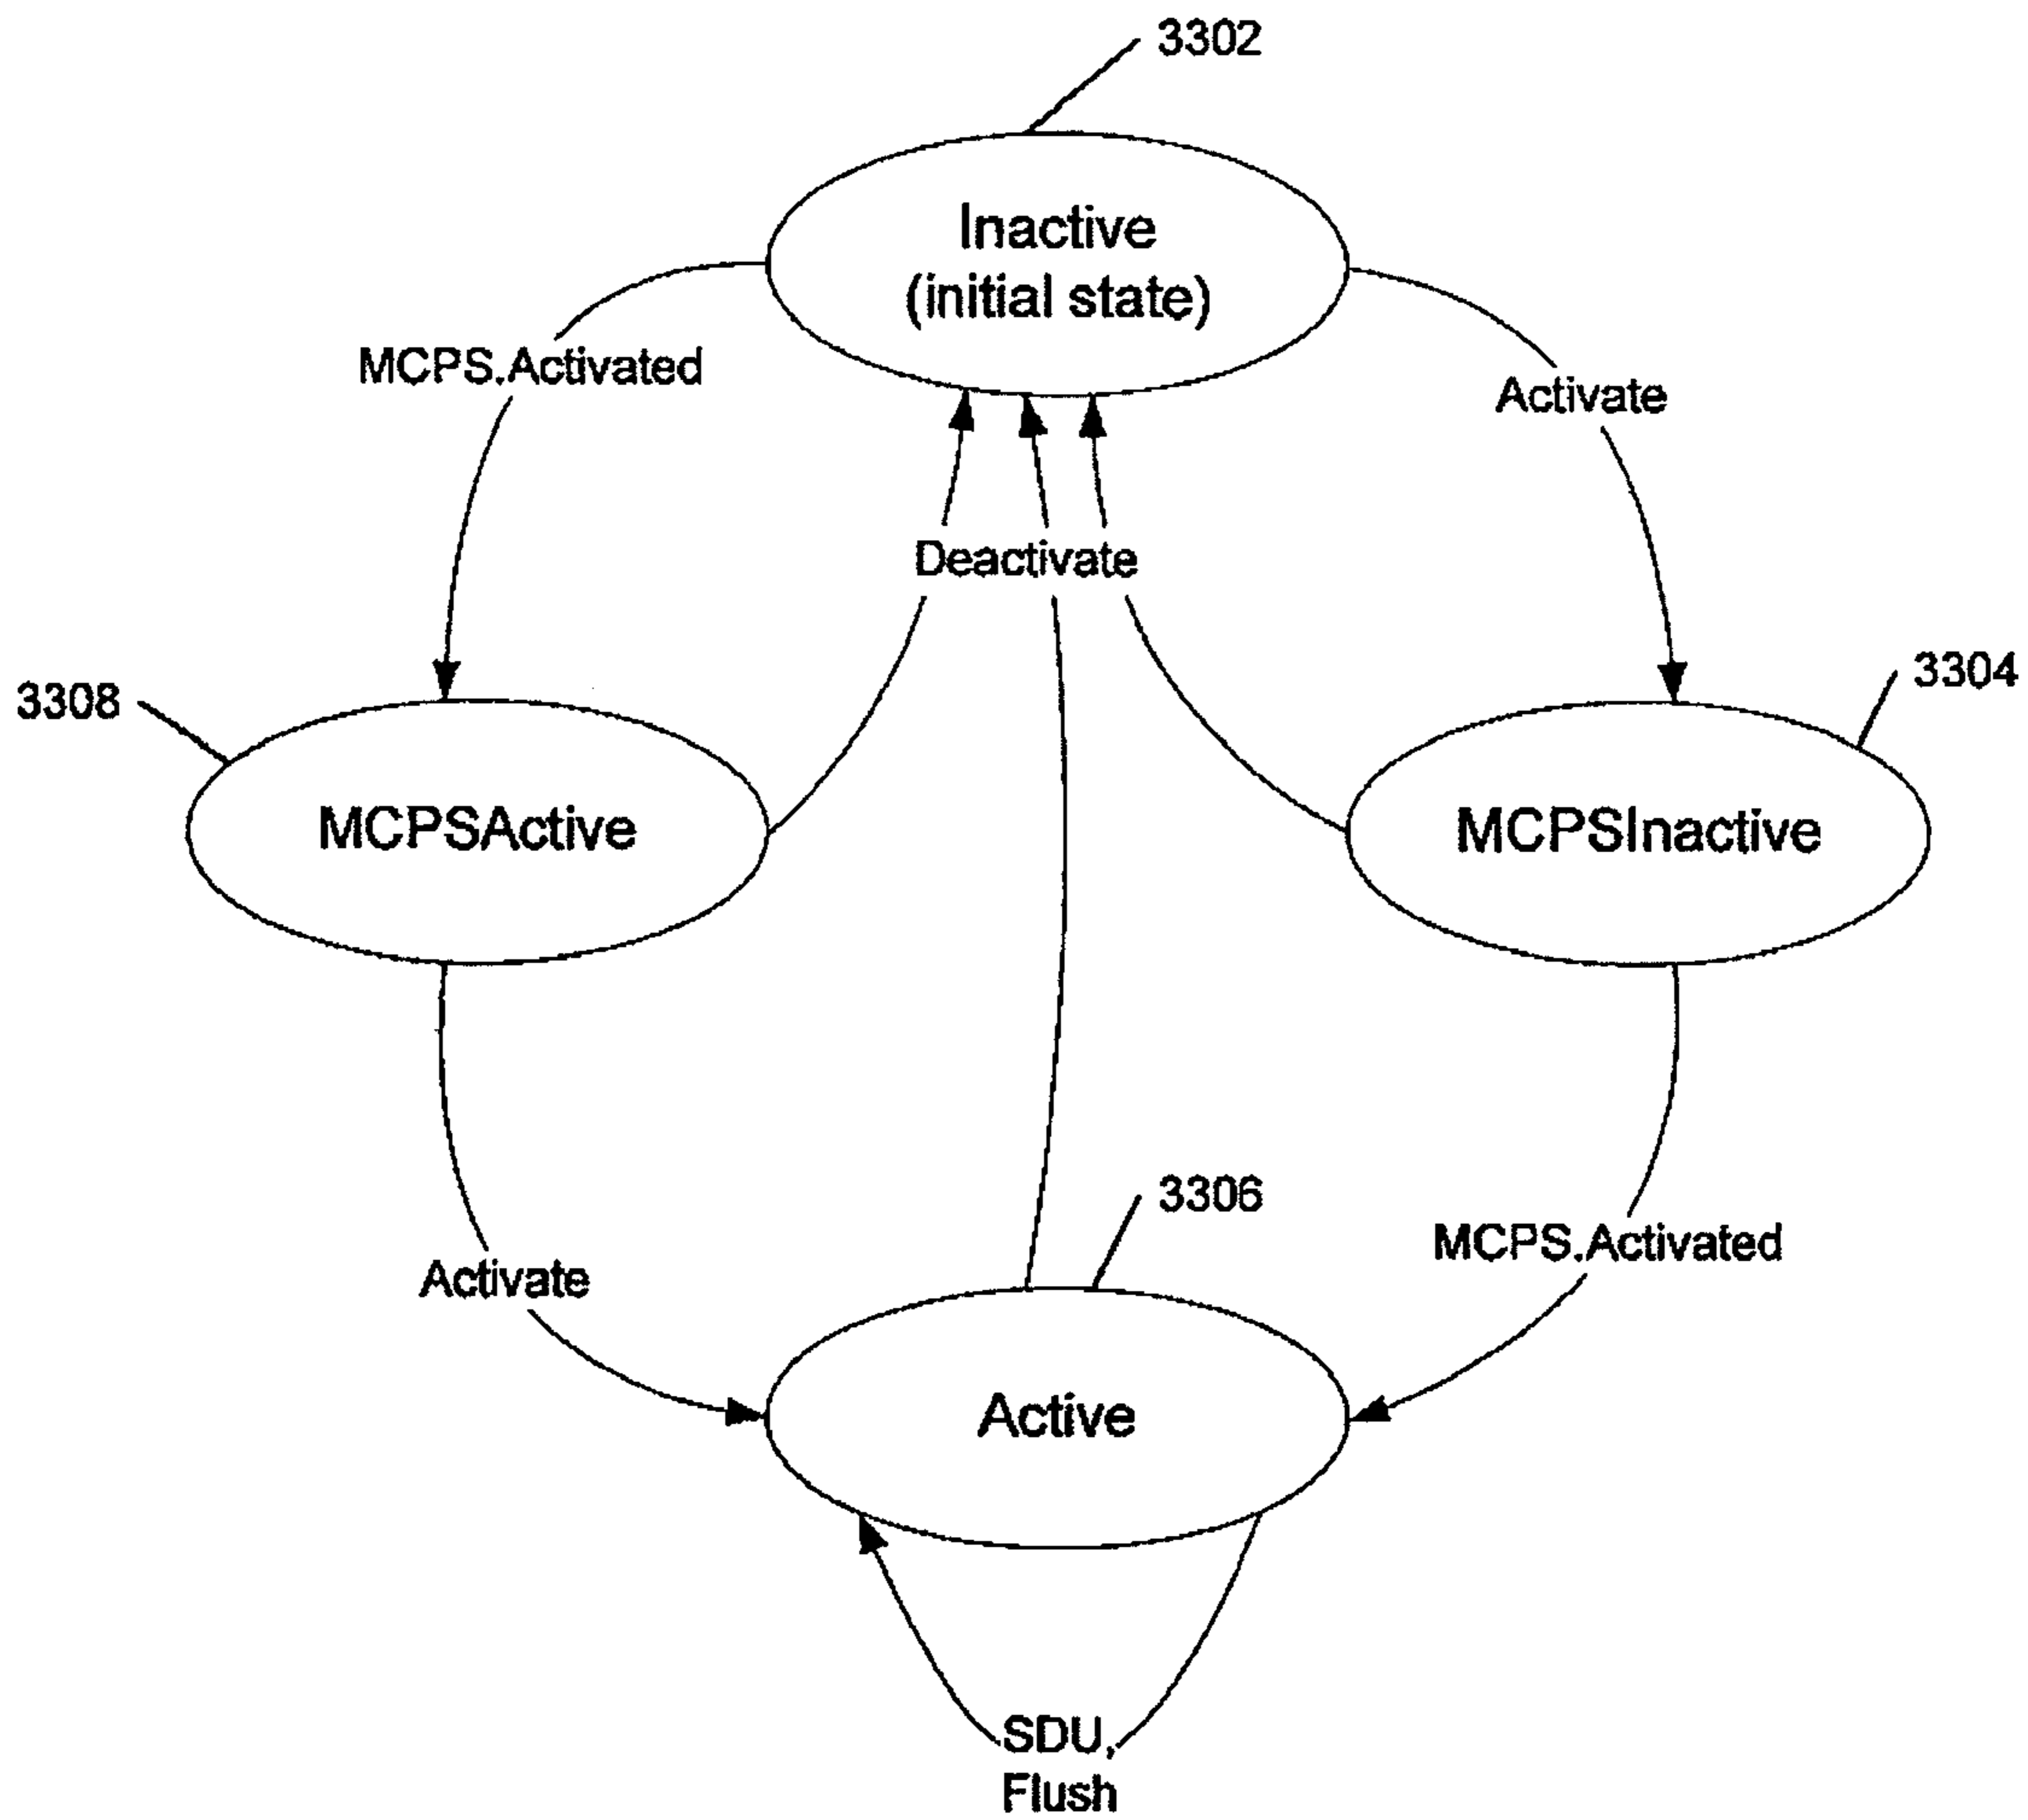 3302
Inactive
(initial state)
MCPS.Activated
Activate
Deactivate
3308
3304
MCPSActive
MCPSInactive
3306
MCPS.Activated
Activate
Active
SDU,
Flush